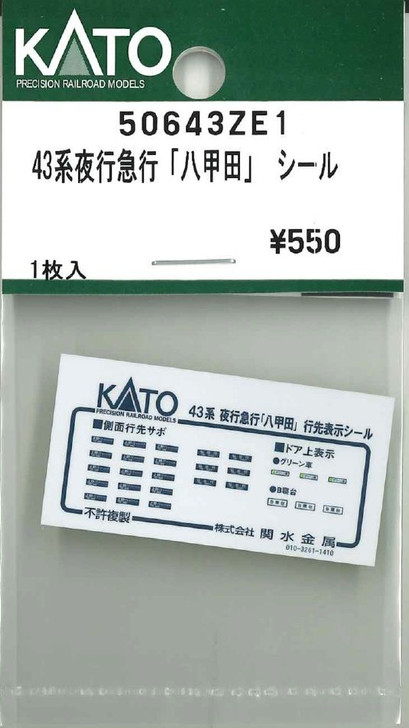 KATO
PRECISION RAILROAD MODELS
50643ZE1
43系夜行急行「八甲田」 シール
¥550
1枚入
KATO
PRECISION RAILROAD MODELS
43系 夜行急行「八甲田」行先表示シール
■側面行先サボ
■ドア上表示
●グリーン車
●B寝台
不許複製
株式会社 関水金属
010-3261-1410